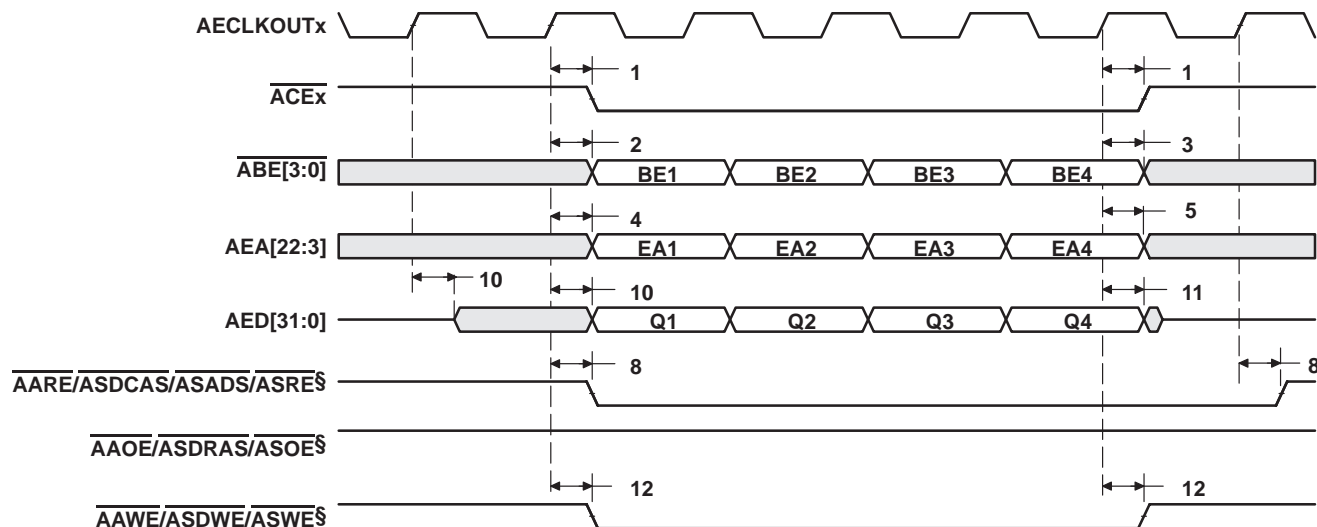 AECLKOUTx
1 1
ACEx
2 3
ABE[3:0] BE1 BE2 BE3 BE4
4 5
AEA[22:3] EA1 EA2 EA3 EA4
10 10 11
AED[31:0] Q1 Q2 Q3 Q4
8 8
AARE/ASDCAS/ASADS/ASRE§
AAOE/ASDRAS/ASOE§
12 12
AAWE/ASDWE/ASWE§